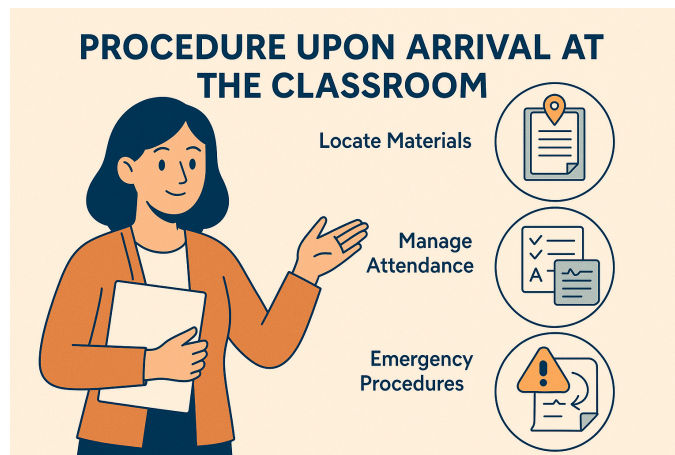 PROCEDURE UPON ARRIVAL AT
THE CLASSROOM
Locate Materials
Manage
Attendance
A
Emergency
Procedures